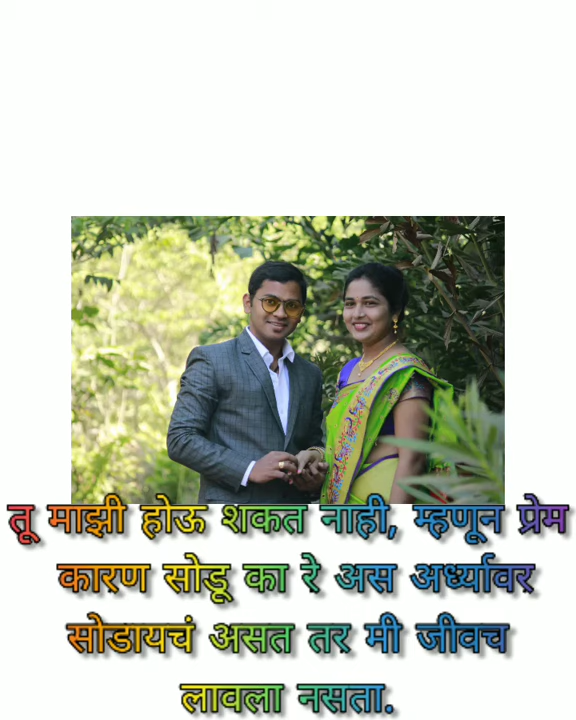 तू माझी होऊ शकत नाही, म्हणून प्रेम
कारण सोडू का रे अस अर्ध्यावर
सोडायचं असत तर मी जीवच
लावला नसता.